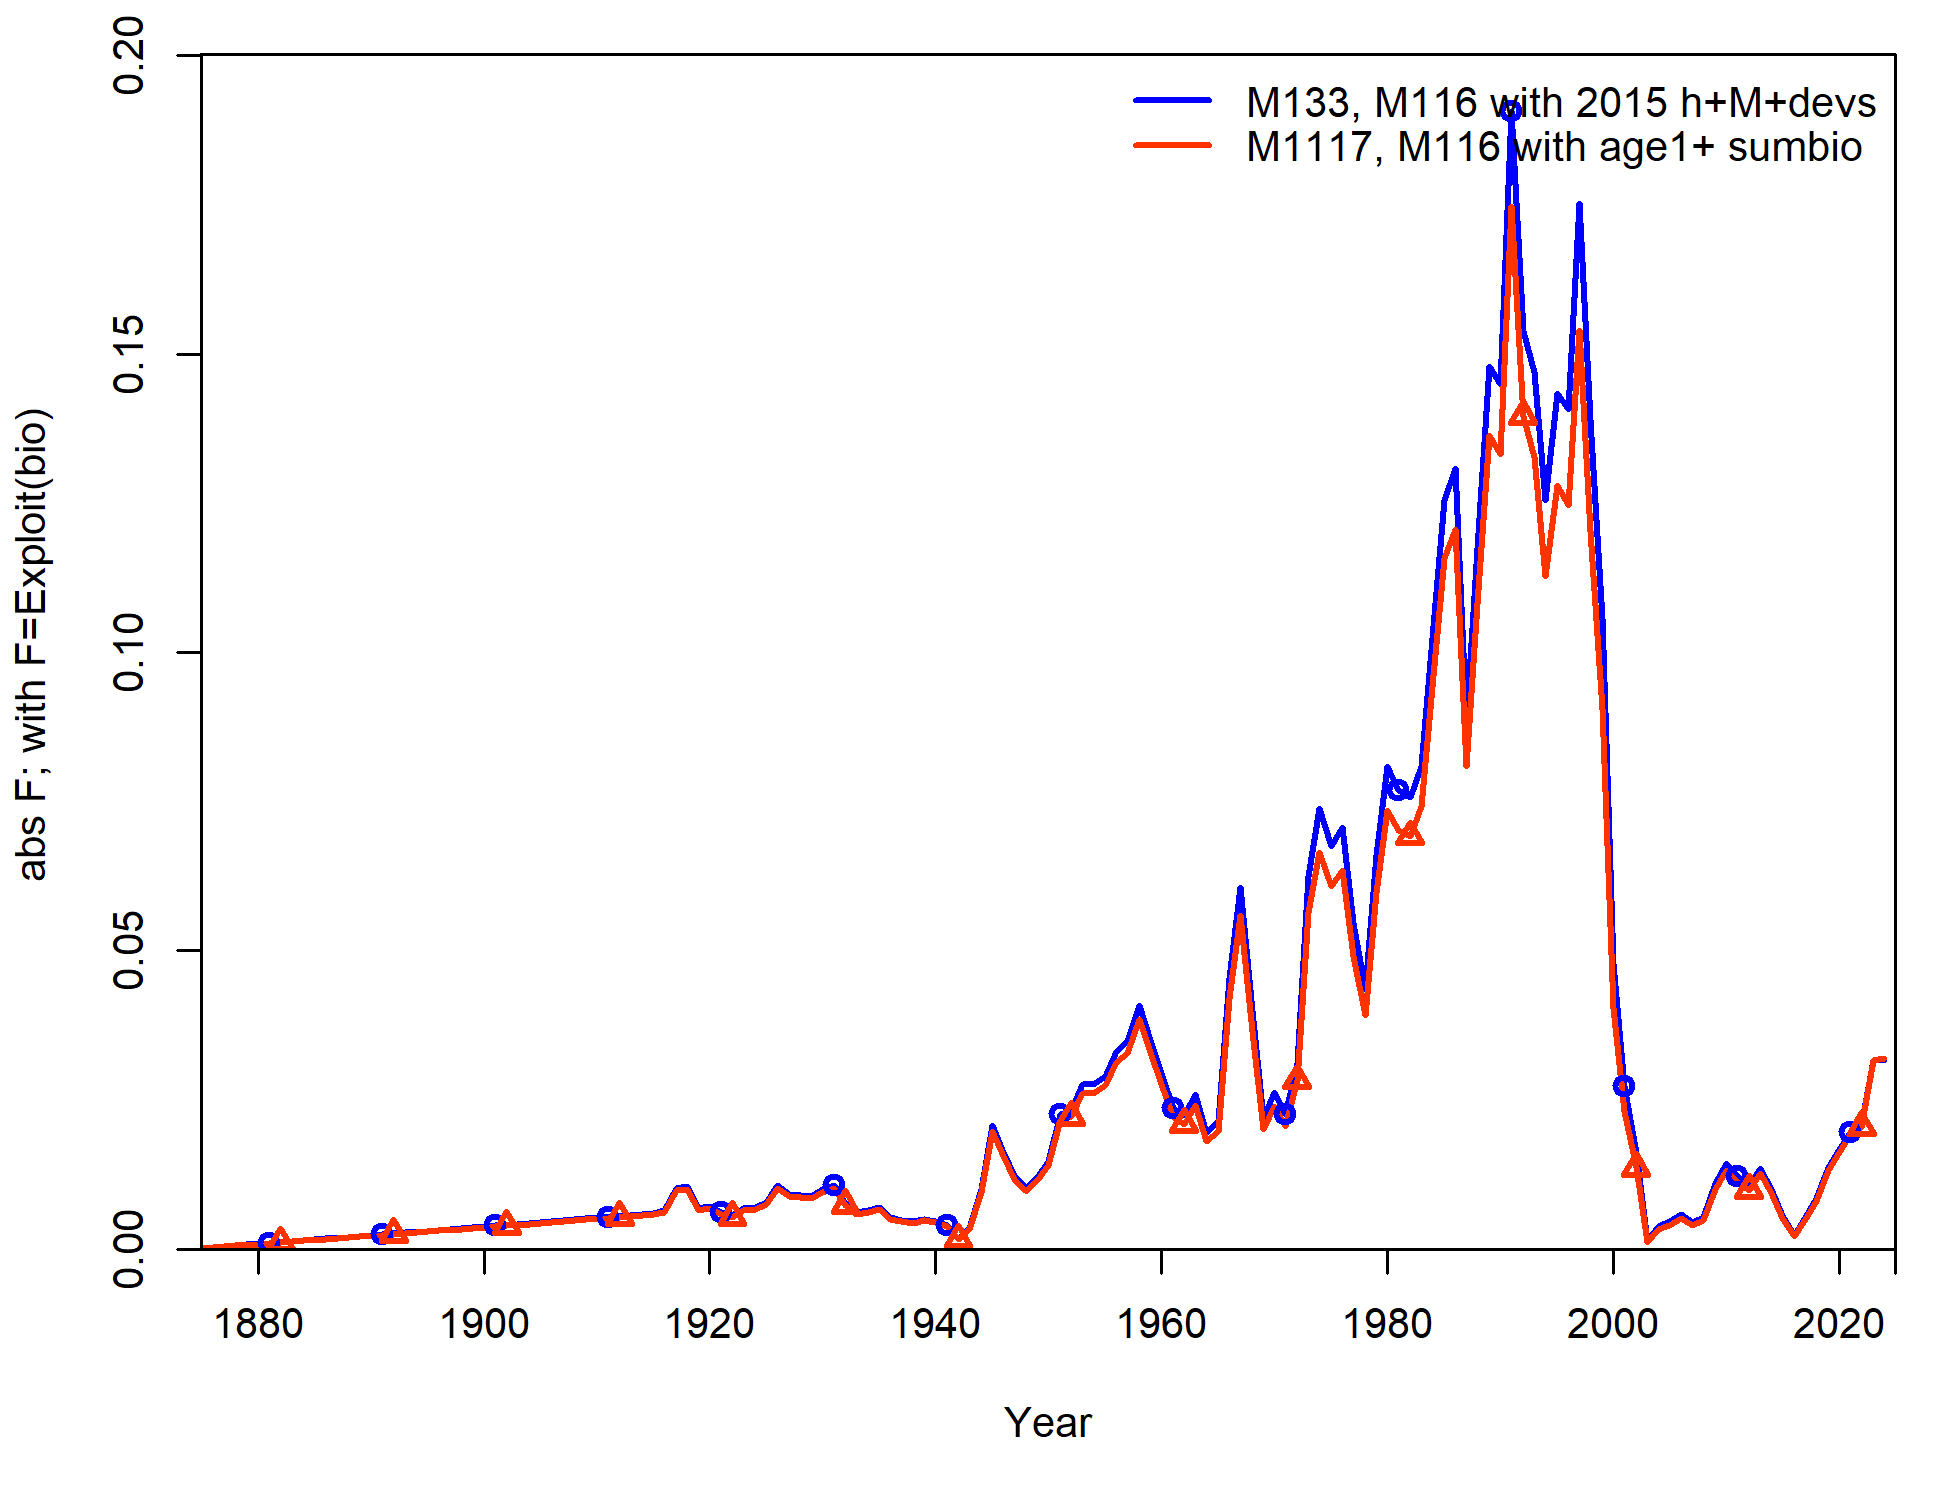 M133, M116 with 2015 h+M+devs
M1117, M116 with age1+ sumbio
abs F; with F=Exploit(bio)
0.20
0.15
0.10
0.05
0.00
1880 1900 1920 1940 1960 1980 2000 2020
Year